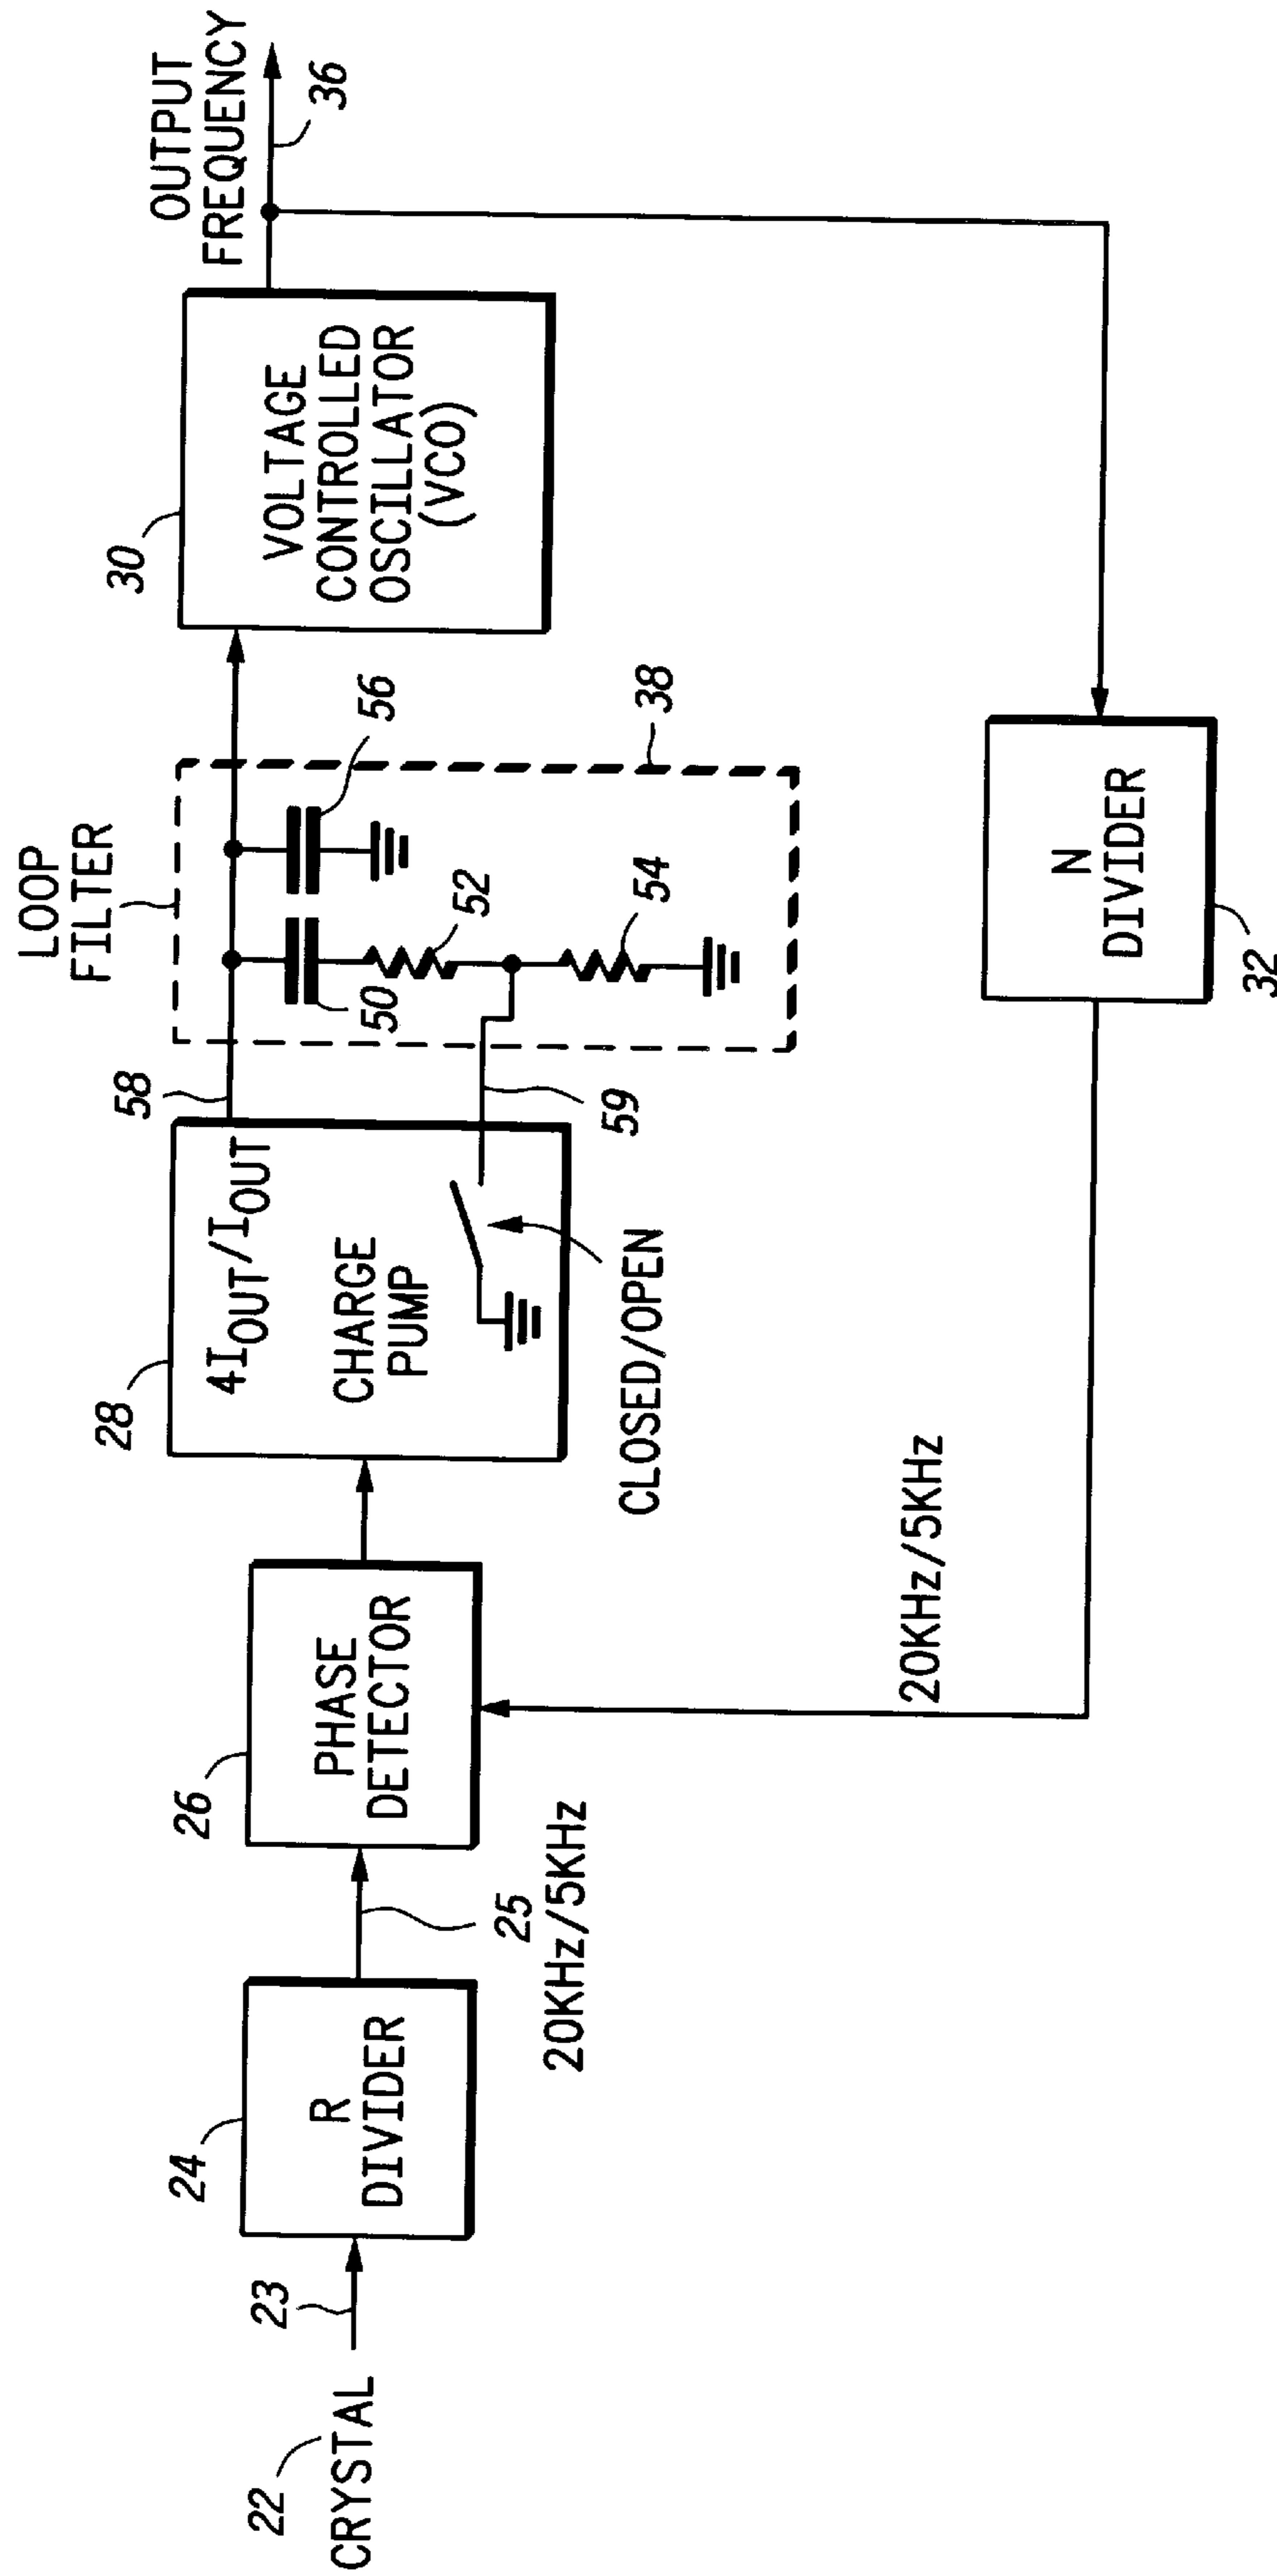 22
CRYSTAL
23
24
R
DIVIDER
25
20KHz/5KHz
26
PHASE
DETECTOR
28
4IOUT/IOUT
CHARGE
PUMP
CLOSED/OPEN
58
59
LOOP
FILTER
50
52
54
56
38
30
VOLTAGE
CONTROLLED
OSCILLATOR
(VCO)
OUTPUT
FREQUENCY
36
20KHz/5KHz
N
DIVIDER
32